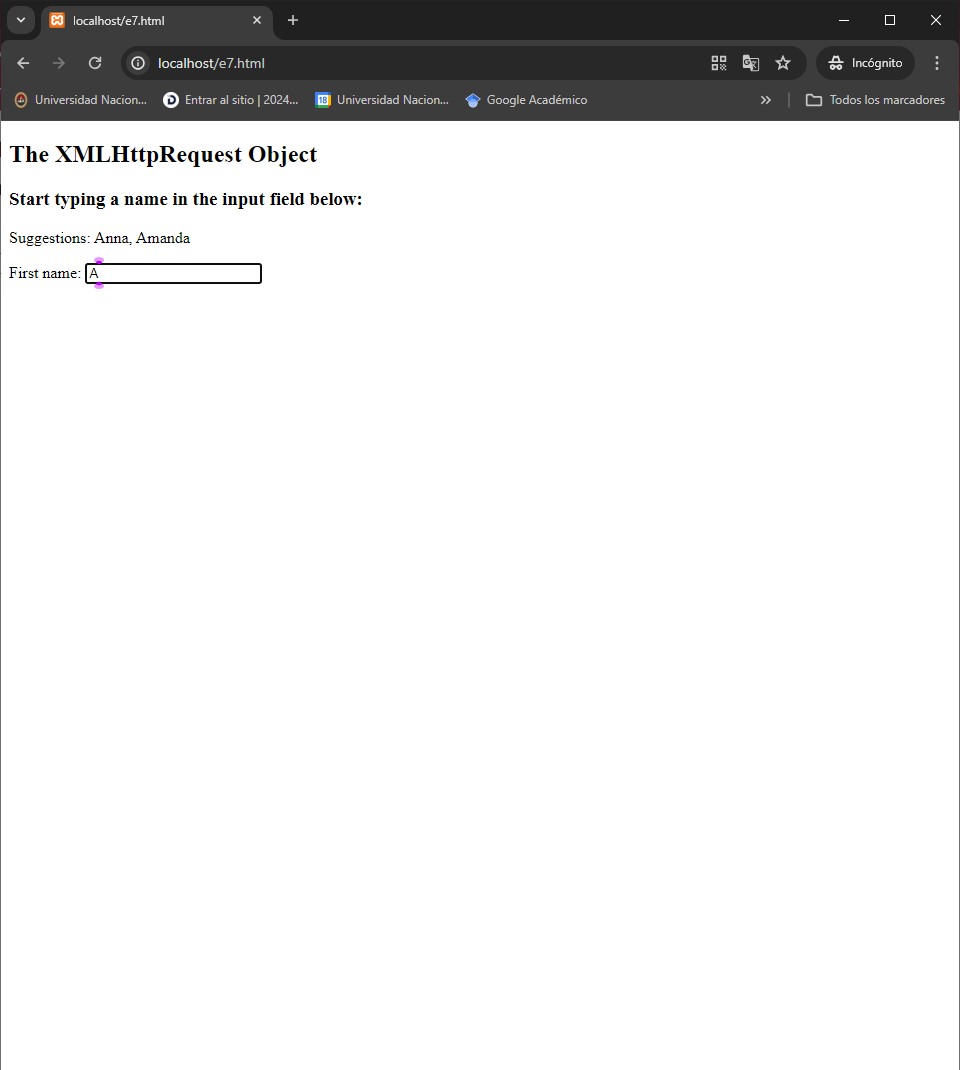 localhost/e7.html
localhost/e7.html
Incógnito
Universidad Nacion...
Entrar al sitio | 2024...
18
Universidad Nacion...
Google Académico
Todos los marcadores
The XMLHttpRequest Object
Start typing a name in the input field below:
Suggestions: Anna, Amanda
First name: A